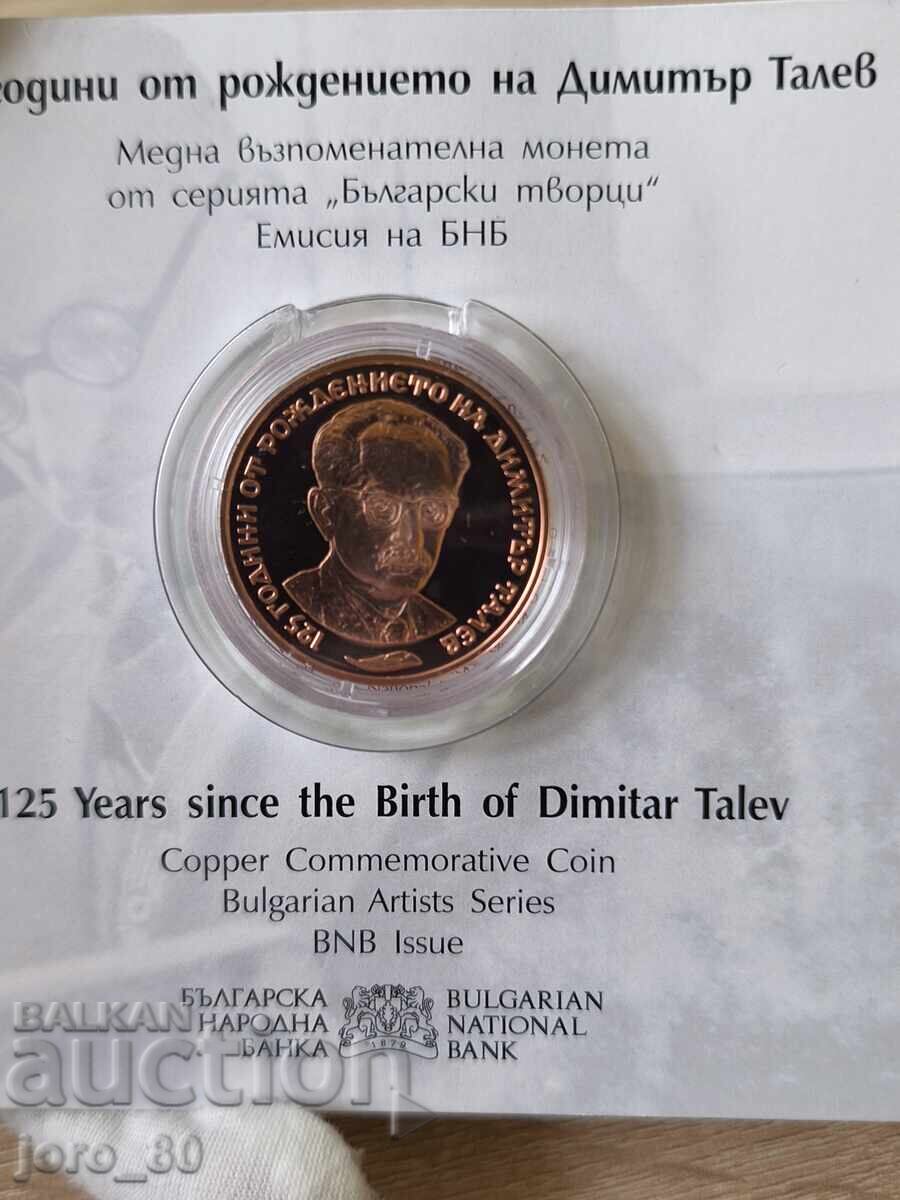 години от рождението на Димитър Талев
Медна възпоменателна монета
от серията „Български творци“
Емисия на БНБ
125 ГОДИНИ ОТ РОЖДЕНИЕТО НА ДИМИТЪР ТАЛЕВ
125 Years since the Birth of Dimitar Talev
Copper Commemorative Coin
Bulgarian Artists Series
BNB Issue
БЪЛГАРСКА
НАРОДНА
БАНКА
1879
BULGARIAN
NATIONAL
BANK
BALKAN
auction
joro_80